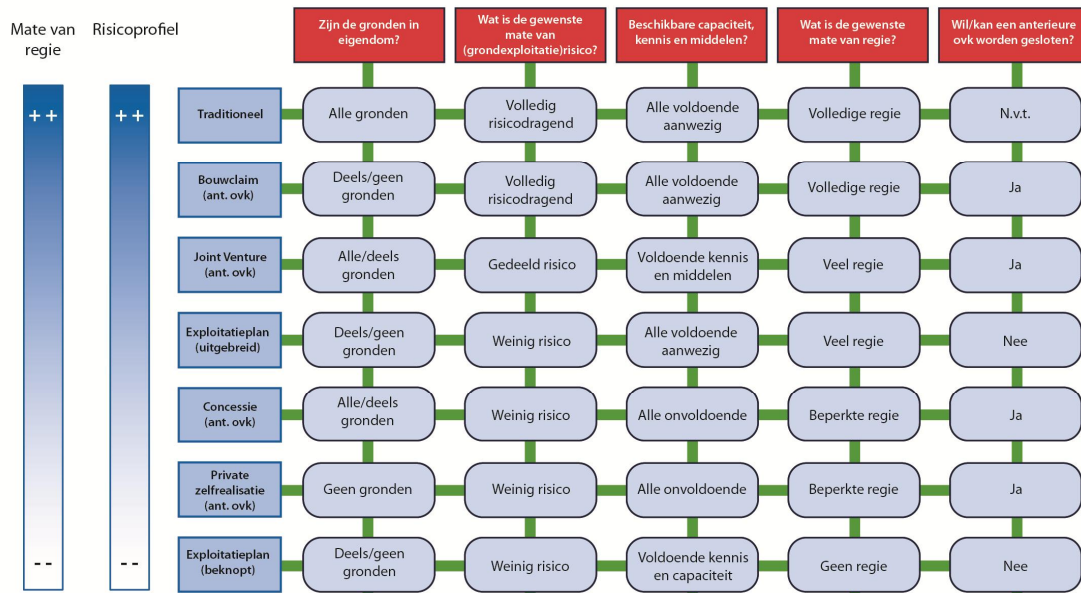 Mate van
regie
Risicoprofiel
Zijn de gronden in
eigendom?
Wat is de gewenste
mate van
(grondexploitatie)risico?
Beschikbare capaciteit,
kennis en middelen?
Wat is de gewenste
mate van regie?
Wil/kan een anterieure
ovk worden gesloten?
+ +
+ +
Traditioneel
Alle gronden
Volledig
risicodragend
Alle voldoende
aanwezig
Volledige regie
N.v.t.
Bouwclaim
(ant. ovk)
Deels/geen
gronden
Volledig
risicodragend
Alle voldoende
aanwezig
Volledige regie
Ja
Joint Venture
(ant. ovk)
Alle/deels
gronden
Gedeeld risico
Voldoende kennis
en middelen
Veel regie
Ja
Exploitatieplan
(uitgebreid)
Deels/geen
gronden
Weinig risico
Alle voldoende
aanwezig
Veel regie
Nee
Concessie
(ant. ovk)
Alle/deels
gronden
Weinig risico
Alle onvoldoende
Beperkte regie
Ja
Private
zelfrealisatie
(ant. ovk)
Geen gronden
Weinig risico
Alle onvoldoende
Beperkte regie
Ja
- -
- -
Exploitatieplan
(beknopt)
Deels/geen
gronden
Weinig risico
Voldoende kennis
en capaciteit
Geen regie
Nee